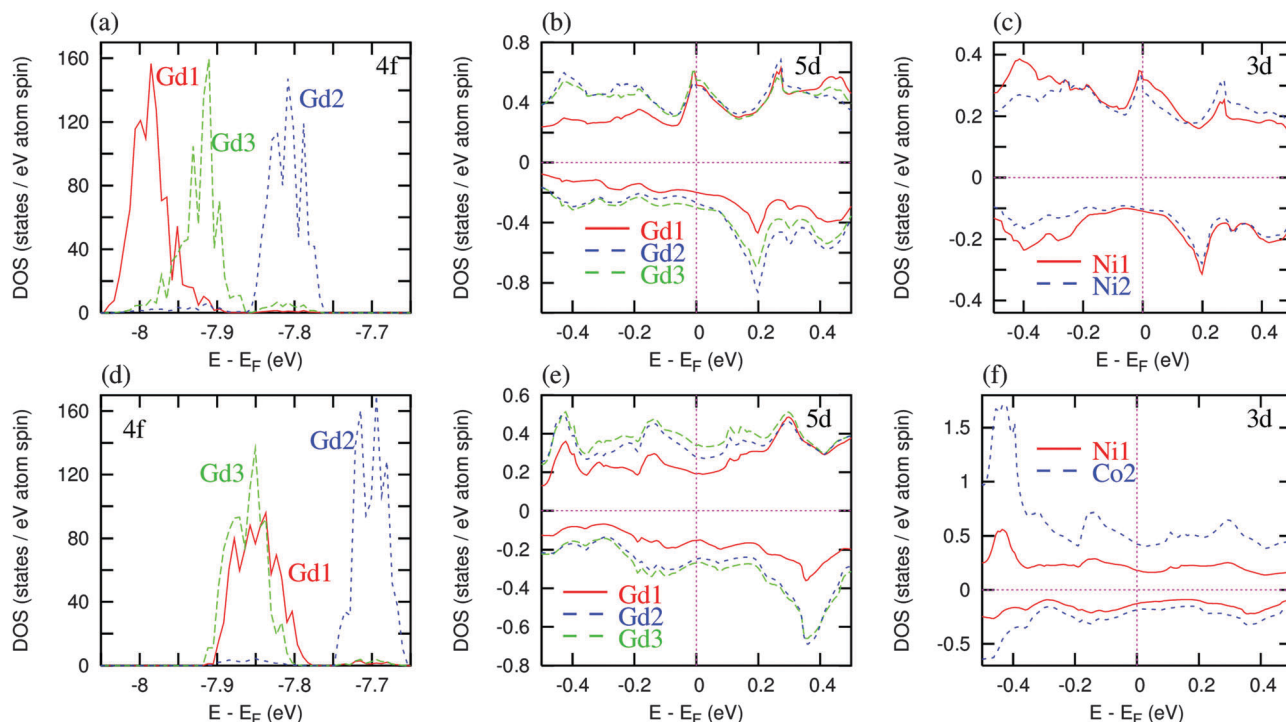 (a)
DOS (states / eV atom spin)
160
120
80
40
0
4f
Gd1
Gd3
Gd2
-8
-7.9
-7.8
-7.7
E - E_F (eV)
(b)
DOS (states / eV atom spin)
0.8
0.4
0
-0.4
-0.8
5d
Gd1
Gd2
Gd3
-0.4
-0.2
0
0.2
0.4
E - E_F (eV)
(c)
DOS (states / eV atom spin)
0.4
0.2
0
-0.2
-0.4
3d
Ni1
Ni2
-0.4
-0.2
0
0.2
0.4
E - E_F (eV)
(d)
DOS (states / eV atom spin)
160
120
80
40
0
4f
Gd2
Gd3
Gd1
-8
-7.9
-7.8
-7.7
E - E_F (eV)
(e)
DOS (states / eV atom spin)
0.6
0.4
0.2
0
-0.2
-0.4
-0.6
-0.8
5d
Gd1
Gd2
Gd3
-0.4
-0.2
0
0.2
0.4
E - E_F (eV)
(f)
DOS (states / eV atom spin)
1.5
1
0.5
0
-0.5
3d
Ni1
Co2
-0.4
-0.2
0
0.2
0.4
E - E_F (eV)